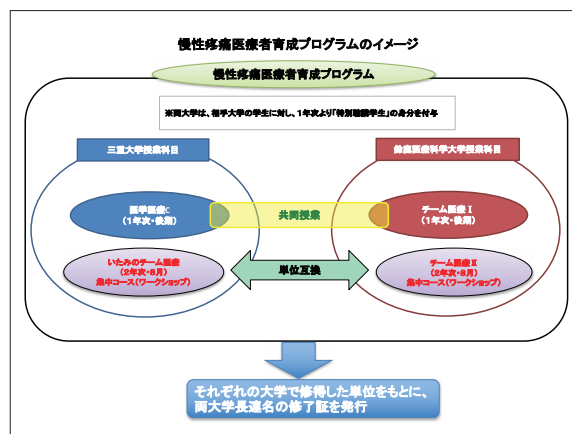 慢性疼痛医療者育成プログラムのイメージ
慢性疼痛医療者育成プログラム
※両大学は、相手大学の学生に対し、1年次より「特別聴講学生」の身分を付与
三重大学授業科目
鈴鹿医療科学大学授業科目
医学医療C
(1年次・後期)
共同授業
チーム医療Ⅰ
(1年次・後期)
いたみのチーム医療
(2年次・8月)
集中コース(ワークショップ)
単位互換
チーム医療Ⅱ
(2年次・8月)
集中コース(ワークショップ)
それぞれの大学で修得した単位をもとに、
両大学長連名の修了証を発行